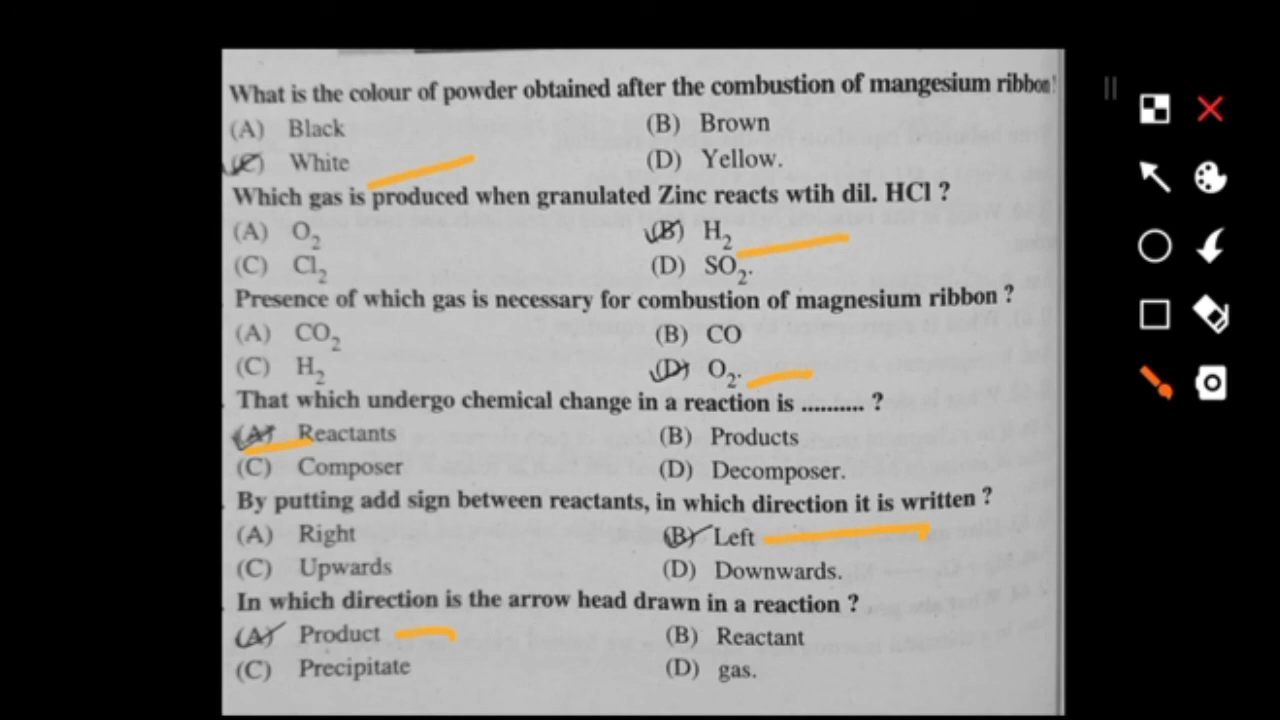 What is the colour of powder obtained after the combustion of mangesium ribbon?
(A) Black (B) Brown
(C) White (D) Yellow.
Which gas is produced when granulated Zinc reacts wtih dil. HCl ?
(A) O2 (B) H2
(C) Cl2 (D) SO2.
Presence of which gas is necessary for combustion of magnesium ribbon ?
(A) CO2 (B) CO
(C) H2 (D) O2.
That which undergo chemical change in a reaction is .......... ?
(A) Reactants (B) Products
(C) Composer (D) Decomposer.
By putting add sign between reactants, in which direction it is written ?
(A) Right (B) Left
(C) Upwards (D) Downwards.
In which direction is the arrow head drawn in a reaction ?
(A) Product (B) Reactant
(C) Precipitate (D) gas.